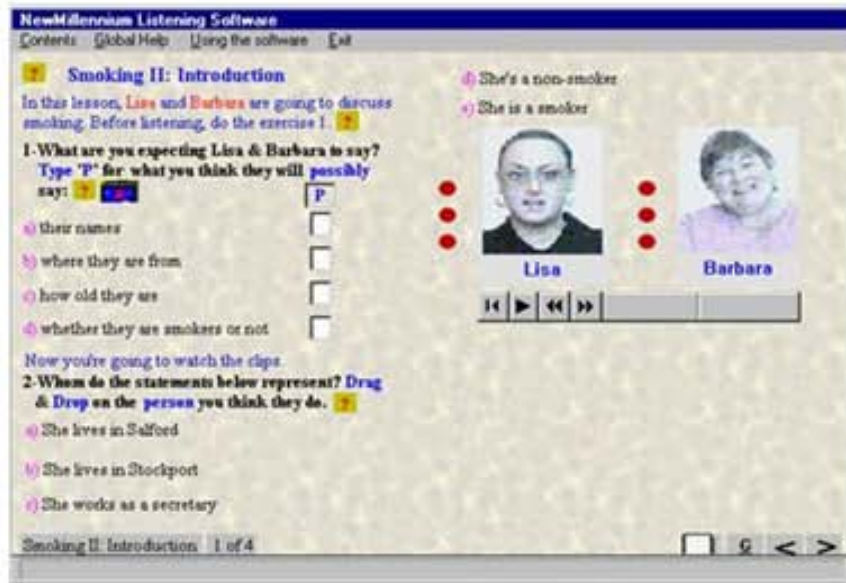 NewMillennium Listening Software
Contents Global Help Using the software Exit
? Smoking II: Introduction
In this lesson, Lisa and Barbara are going to discuss
smoking. Before listening, do the exercise 1. ?
1-What are you expecting Lisa & Barbara to say?
Type "P" for what you think they will possibly
say: ?
P
a) their names
b) where they are from
c) how old they are
d) whether they are smokers or not
Now you're going to watch the clips.
2-Whom do the statements below represent? Drag
& Drop on the person you think they do. ?
a) She lives in Salford
b) She lives in Stockport
c) She works as a secretary
d) She's a non-smoker
e) She is a smoker
Lisa
Barbara
Smoking II: Introduction 1 of 4
G < >